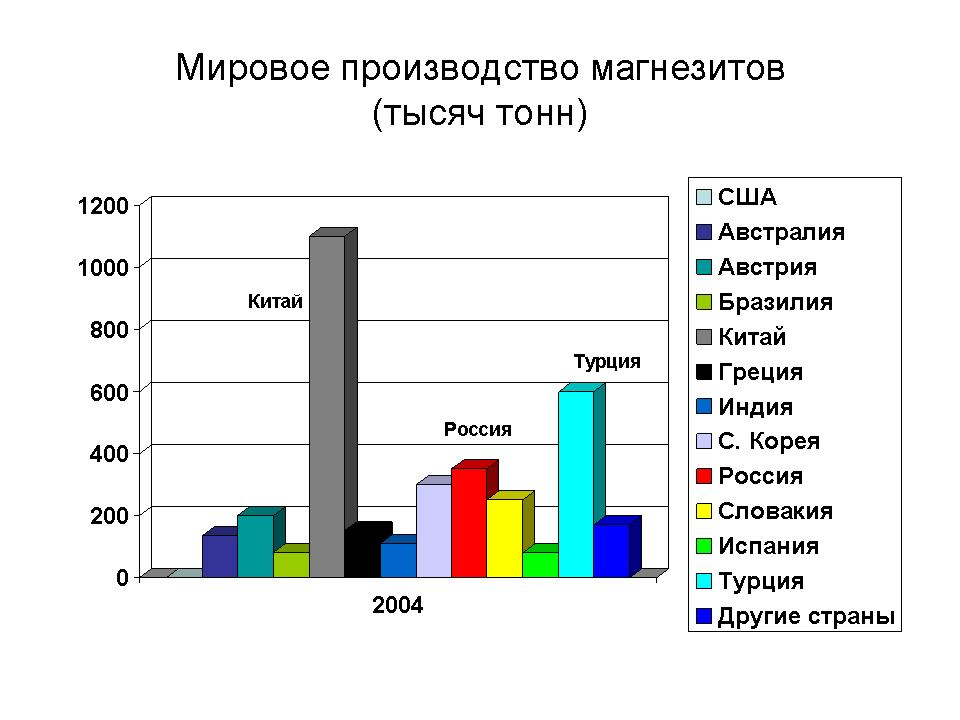 Мировое производство магнезитов
(тысяч тонн)
1200
1000
800
600
400
200
0
Китай
Турция
Россия
2004
США
Австралия
Австрия
Бразилия
Китай
Греция
Индия
С. Корея
Россия
Словакия
Испания
Турция
Другие страны